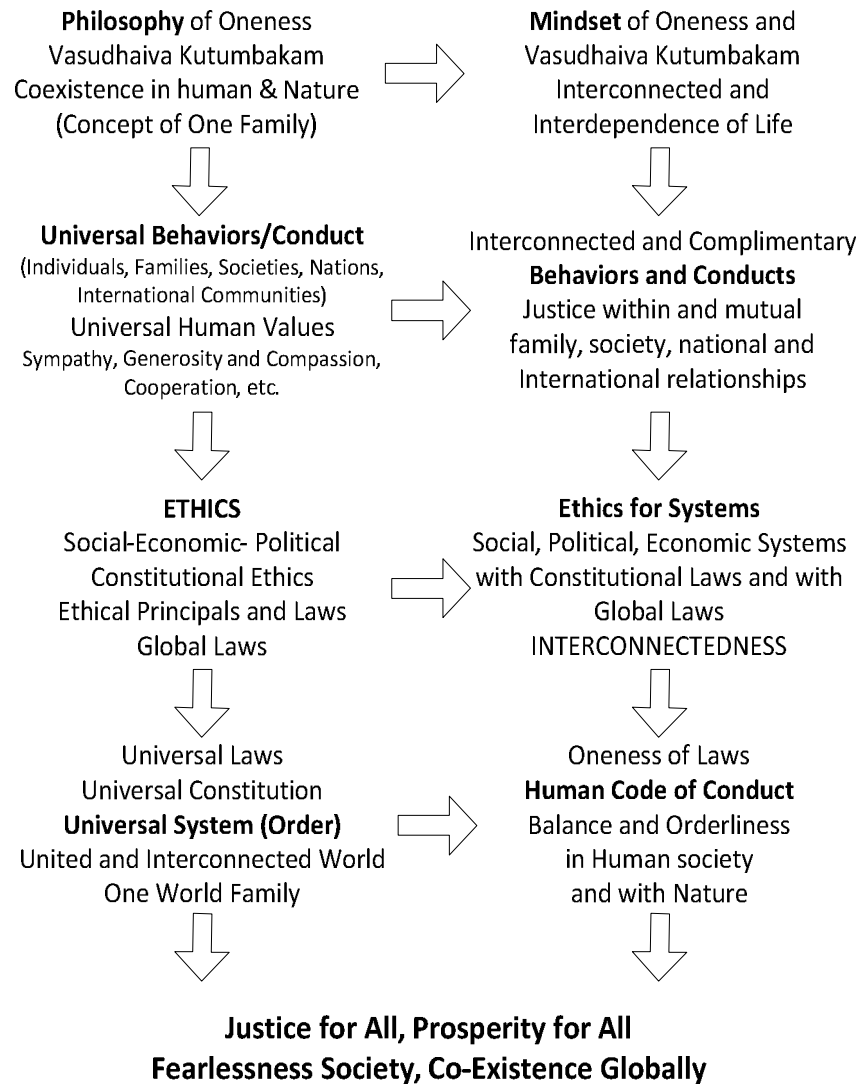 Philosophy of Oneness
Vasudhaiva Kutumbakam
Coexistence in human & Nature
(Concept of One Family)
Mindset of Oneness and
Vasudhaiva Kutumbakam
Interconnected and
Interdependence of Life
Universal Behaviors/Conduct
(Individuals, Families, Societies, Nations,
International Communities)
Universal Human Values
Sympathy, Generosity and Compassion,
Cooperation, etc.
Interconnected and Complimentary
Behaviors and Conducts
Justice within and mutual
family, society, national and
International relationships
ETHICS
Social-Economic- Political
Constitutional Ethics
Ethical Principals and Laws
Global Laws
Ethics for Systems
Social, Political, Economic Systems
with Constitutional Laws and with
Global Laws
INTERCONNECTEDNESS
Universal Laws
Universal Constitution
Universal System (Order)
United and Interconnected World
One World Family
Oneness of Laws
Human Code of Conduct
Balance and Orderliness
in Human society
and with Nature
Justice for All, Prosperity for All
Fearlessness Society, Co-Existence Globally